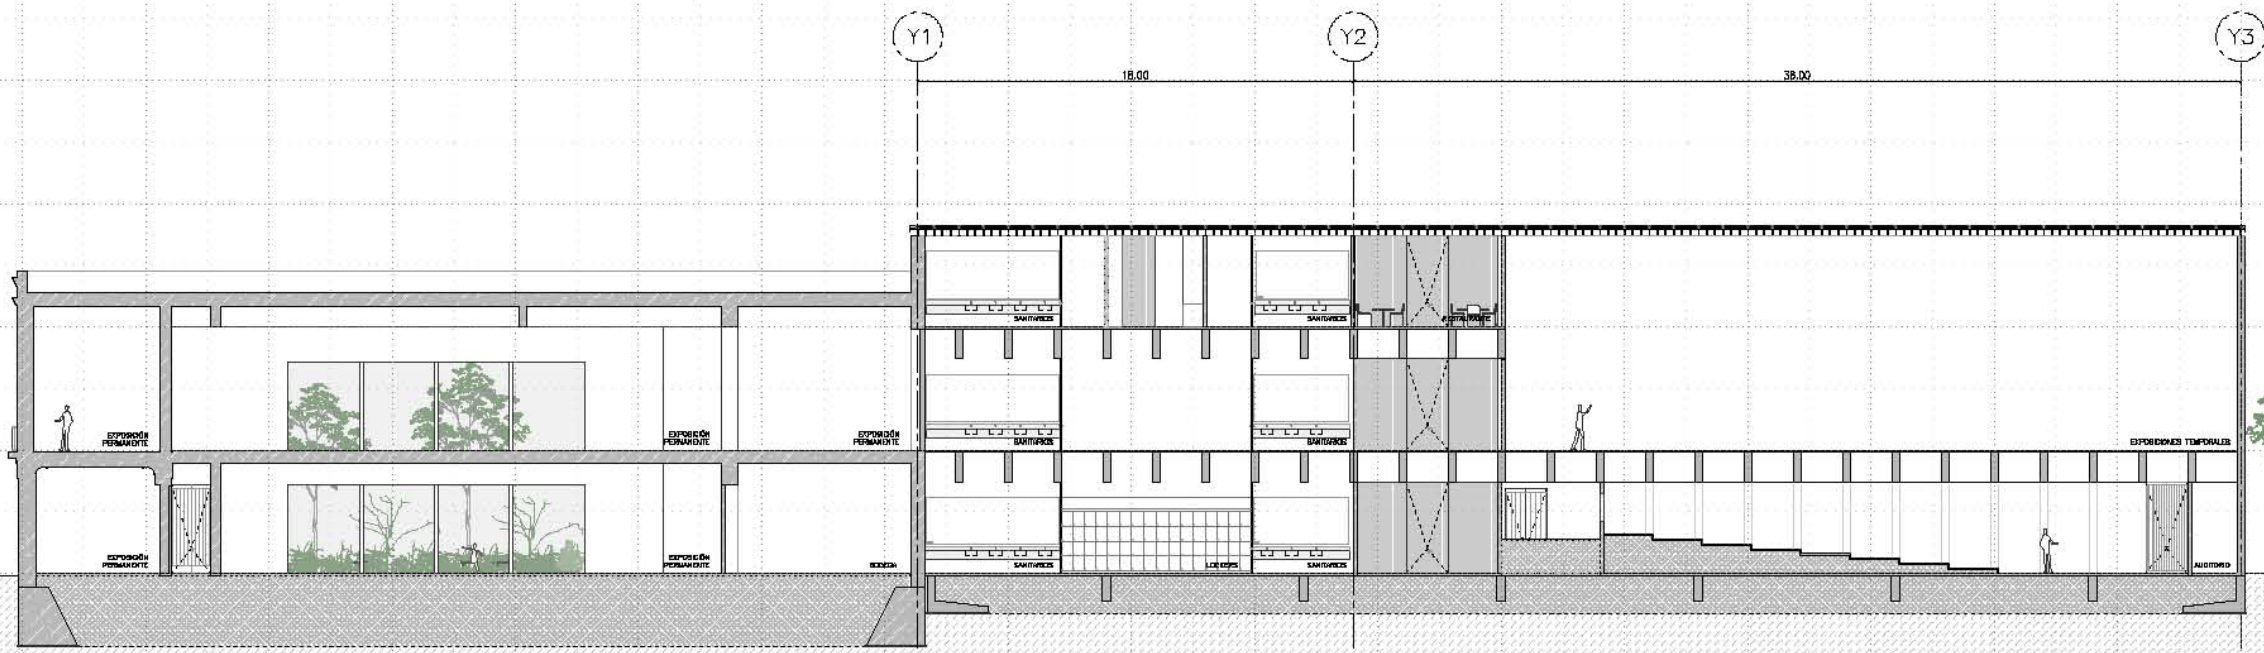 Y1
Y2
Y3
18.00
38.00
SANITARIOS
SANITARIOS
RESTAURANTE
EXPOSICIÓN
PERMANENTE
EXPOSICIÓN
PERMANENTE
EXPOSICIÓN
PERMANENTE
SANITARIOS
SANITARIOS
EXPOSICIONES TEMPORALES
EXPOSICIÓN
PERMANENTE
EXPOSICIÓN
PERMANENTE
BODEGA
SANITARIOS
LOCKERS
SANITARIOS
AUDITORIO